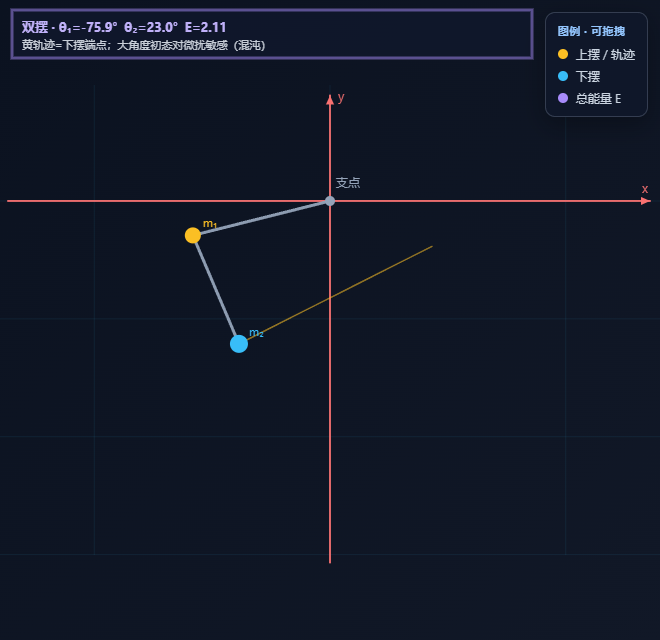 双摆 · θ₁=-75.9° θ₂=23.0° E=2.11
黄轨迹=下摆端点；大角度初态对微扰敏感（混沌）
图例 · 可拖拽
上摆 / 轨迹
下摆
总能量 E
y
支点
x
m₁
m₂